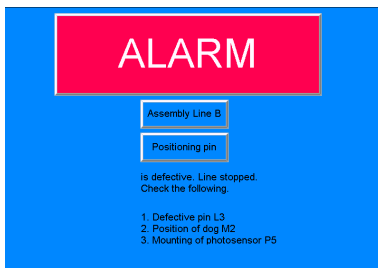 ALARM
Assembly Line B
Positioning pin
is defective. Line stopped.
Check the following.
1. Defective pin L3
2. Position of dog M2
3. Mounting of photosensor P5